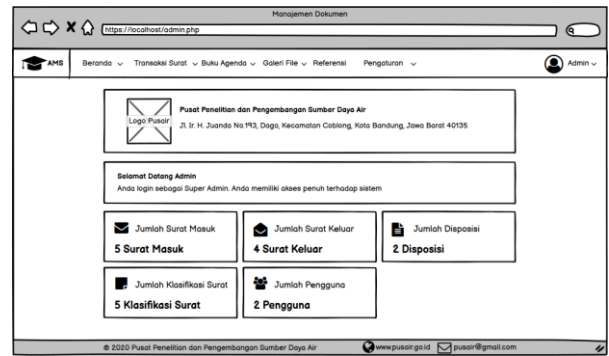 Manajemen Dokumen
https://localhost/admin.php
AMS Beranda Transaksi Surat Buku Agenda Galeri File Referensi Pengaturan Admin
Logo Pusair
Pusat Penelitian dan Pengembangan Sumber Daya Air
Jl. Ir. H. Juanda No.193, Dago, Kecamatan Coblong, Kota Bandung, Jawa Barat 40135
Selamat Datang Admin
Anda login sebagai Super Admin. Anda memiliki akses penuh terhadap sistem
Jumlah Surat Masuk
5 Surat Masuk
Jumlah Surat Keluar
4 Surat Keluar
Jumlah Disposisi
2 Disposisi
Jumlah Klasifikasi Surat
5 Klasifikasi Surat
Jumlah Pengguna
2 Pengguna
© 2020 Pusat Penelitian dan Pengembangan Sumber Daya Air www.pusair.go.id pusair@gmail.com